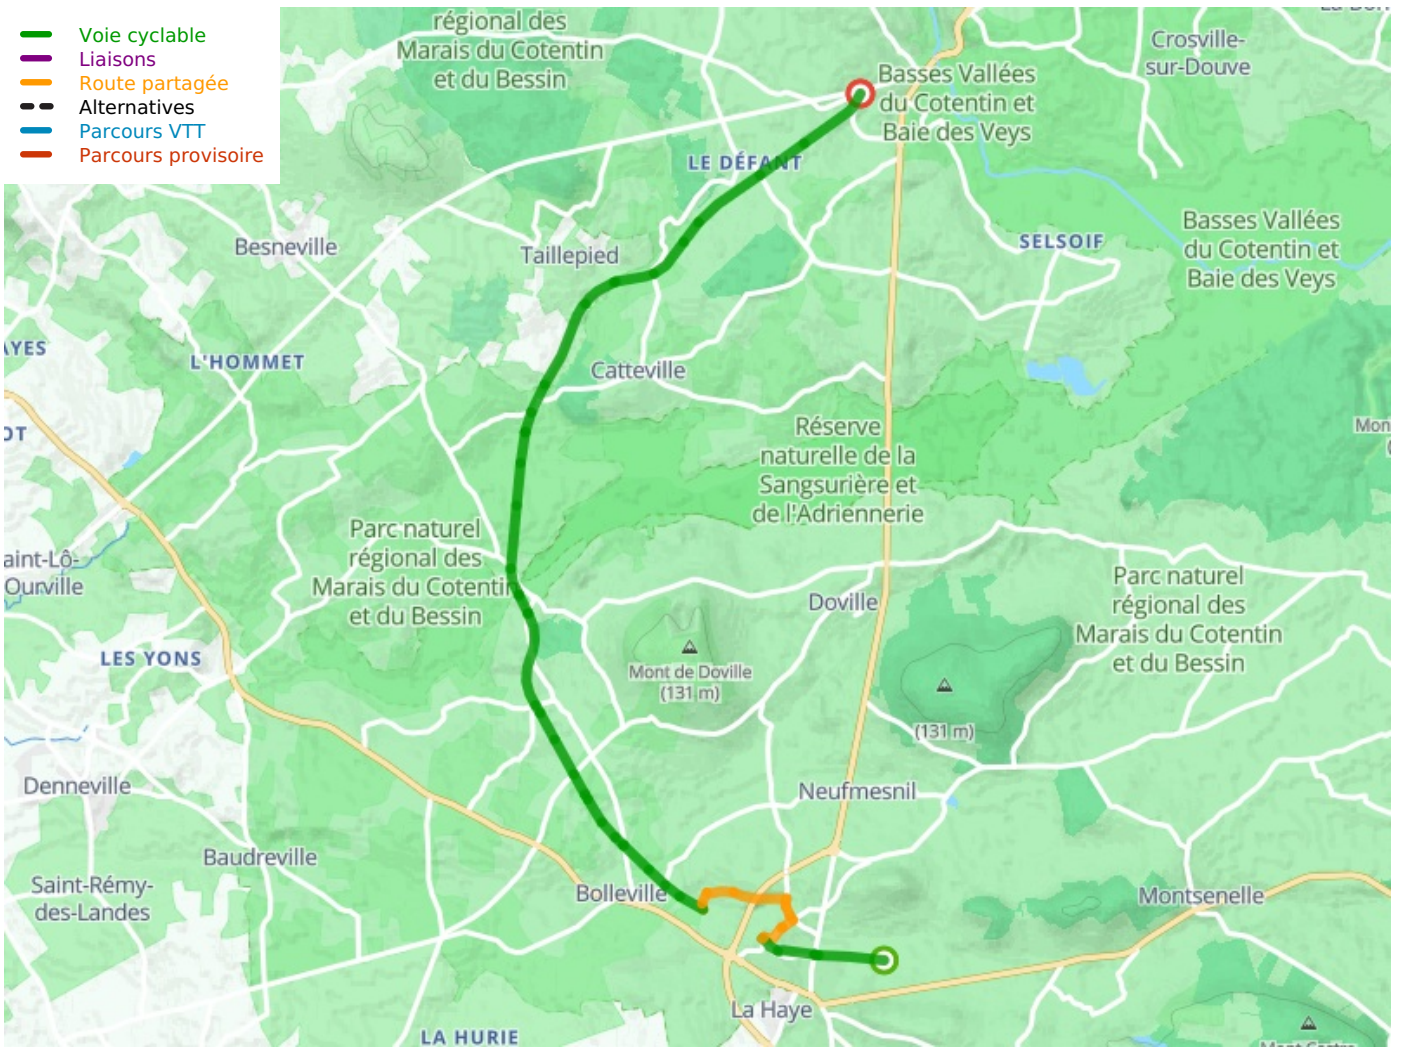 Voie cyclable
Liaisons
Route partagée
Alternatives
Parcours VTT
Parcours provisoire
régional des
Marais du Cotentin
et du Bessin
Crosville-
sur-Douve
Basses Vallées
du Cotentin et
Baie des Veys
LE DÉFANT
Besneville
Taillepied
SELSOIF
Basses Vallées
du Cotentin et
Baie des Veys
L'HOMMET
Catteville
Réserve
naturelle de la
Sangsurière et
de l'Adriennerie
Mon
Parc naturel
régional des
Marais du Cotentin
et du Bessin
aint-Lô-
Ourville
Doville
Parc naturel
régional des
Marais du Cotentin
et du Bessin
LES YONS
Mont de Doville
(131 m)
(131 m)
Denneville
Neufmesnil
Baudreville
Saint-Rémy-
des-Landes
Bolleville
Montsenelle
La Haye
LA HURIE